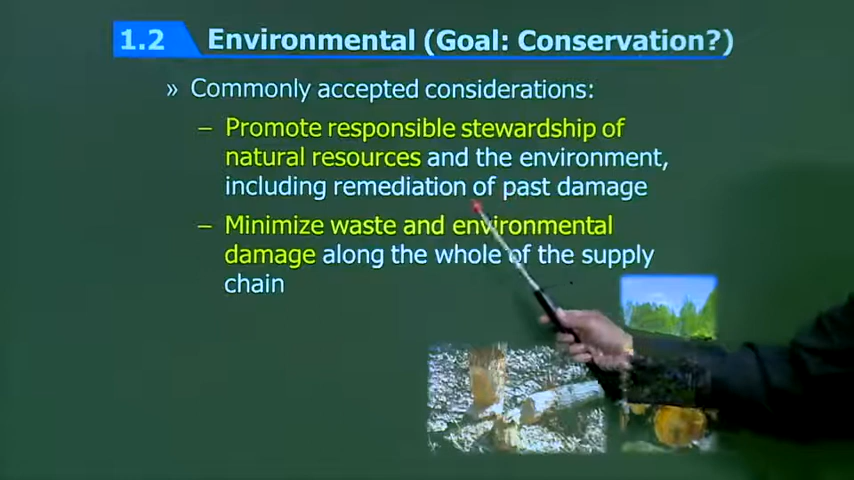 1.2 Environmental (Goal: Conservation?)
» Commonly accepted considerations:
– Promote responsible stewardship of
natural resources and the environment,
including remediation of past damage
– Minimize waste and environmental
damage along the whole of the supply
chain